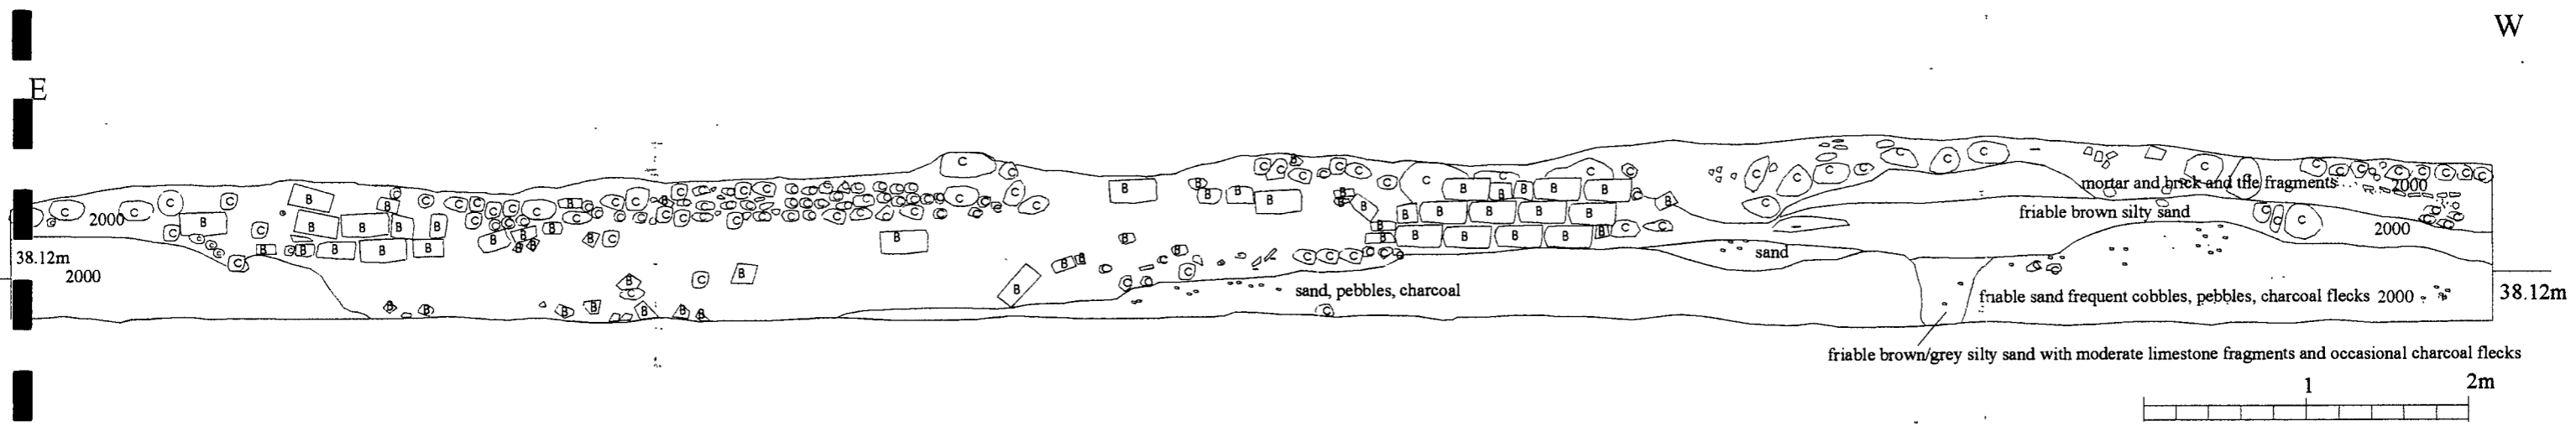 W
E
mortar and brick and tile fragments 2000
2000
friable brown silty sand
2000
38.12m
sand
2000
sand, pebbles, charcoal
friable sand frequent cobbles, pebbles, charcoal flecks 2000
38.12m
friable brown/grey silty sand with moderate limestone fragments and occasional charcoal flecks
1
2m